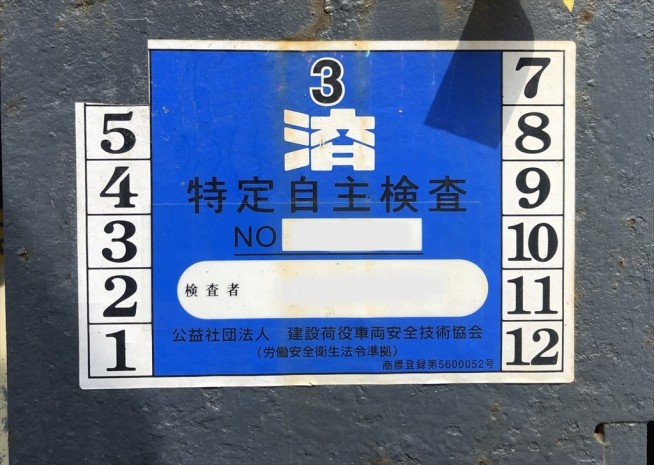 3
済
特定自主検査
NO
検査者
公益社団法人 建設荷役車両安全技術協会
(労働安全衛生法令準拠)
商標登録第5600052号
5
4
3
2
1
7
8
9
10
11
12